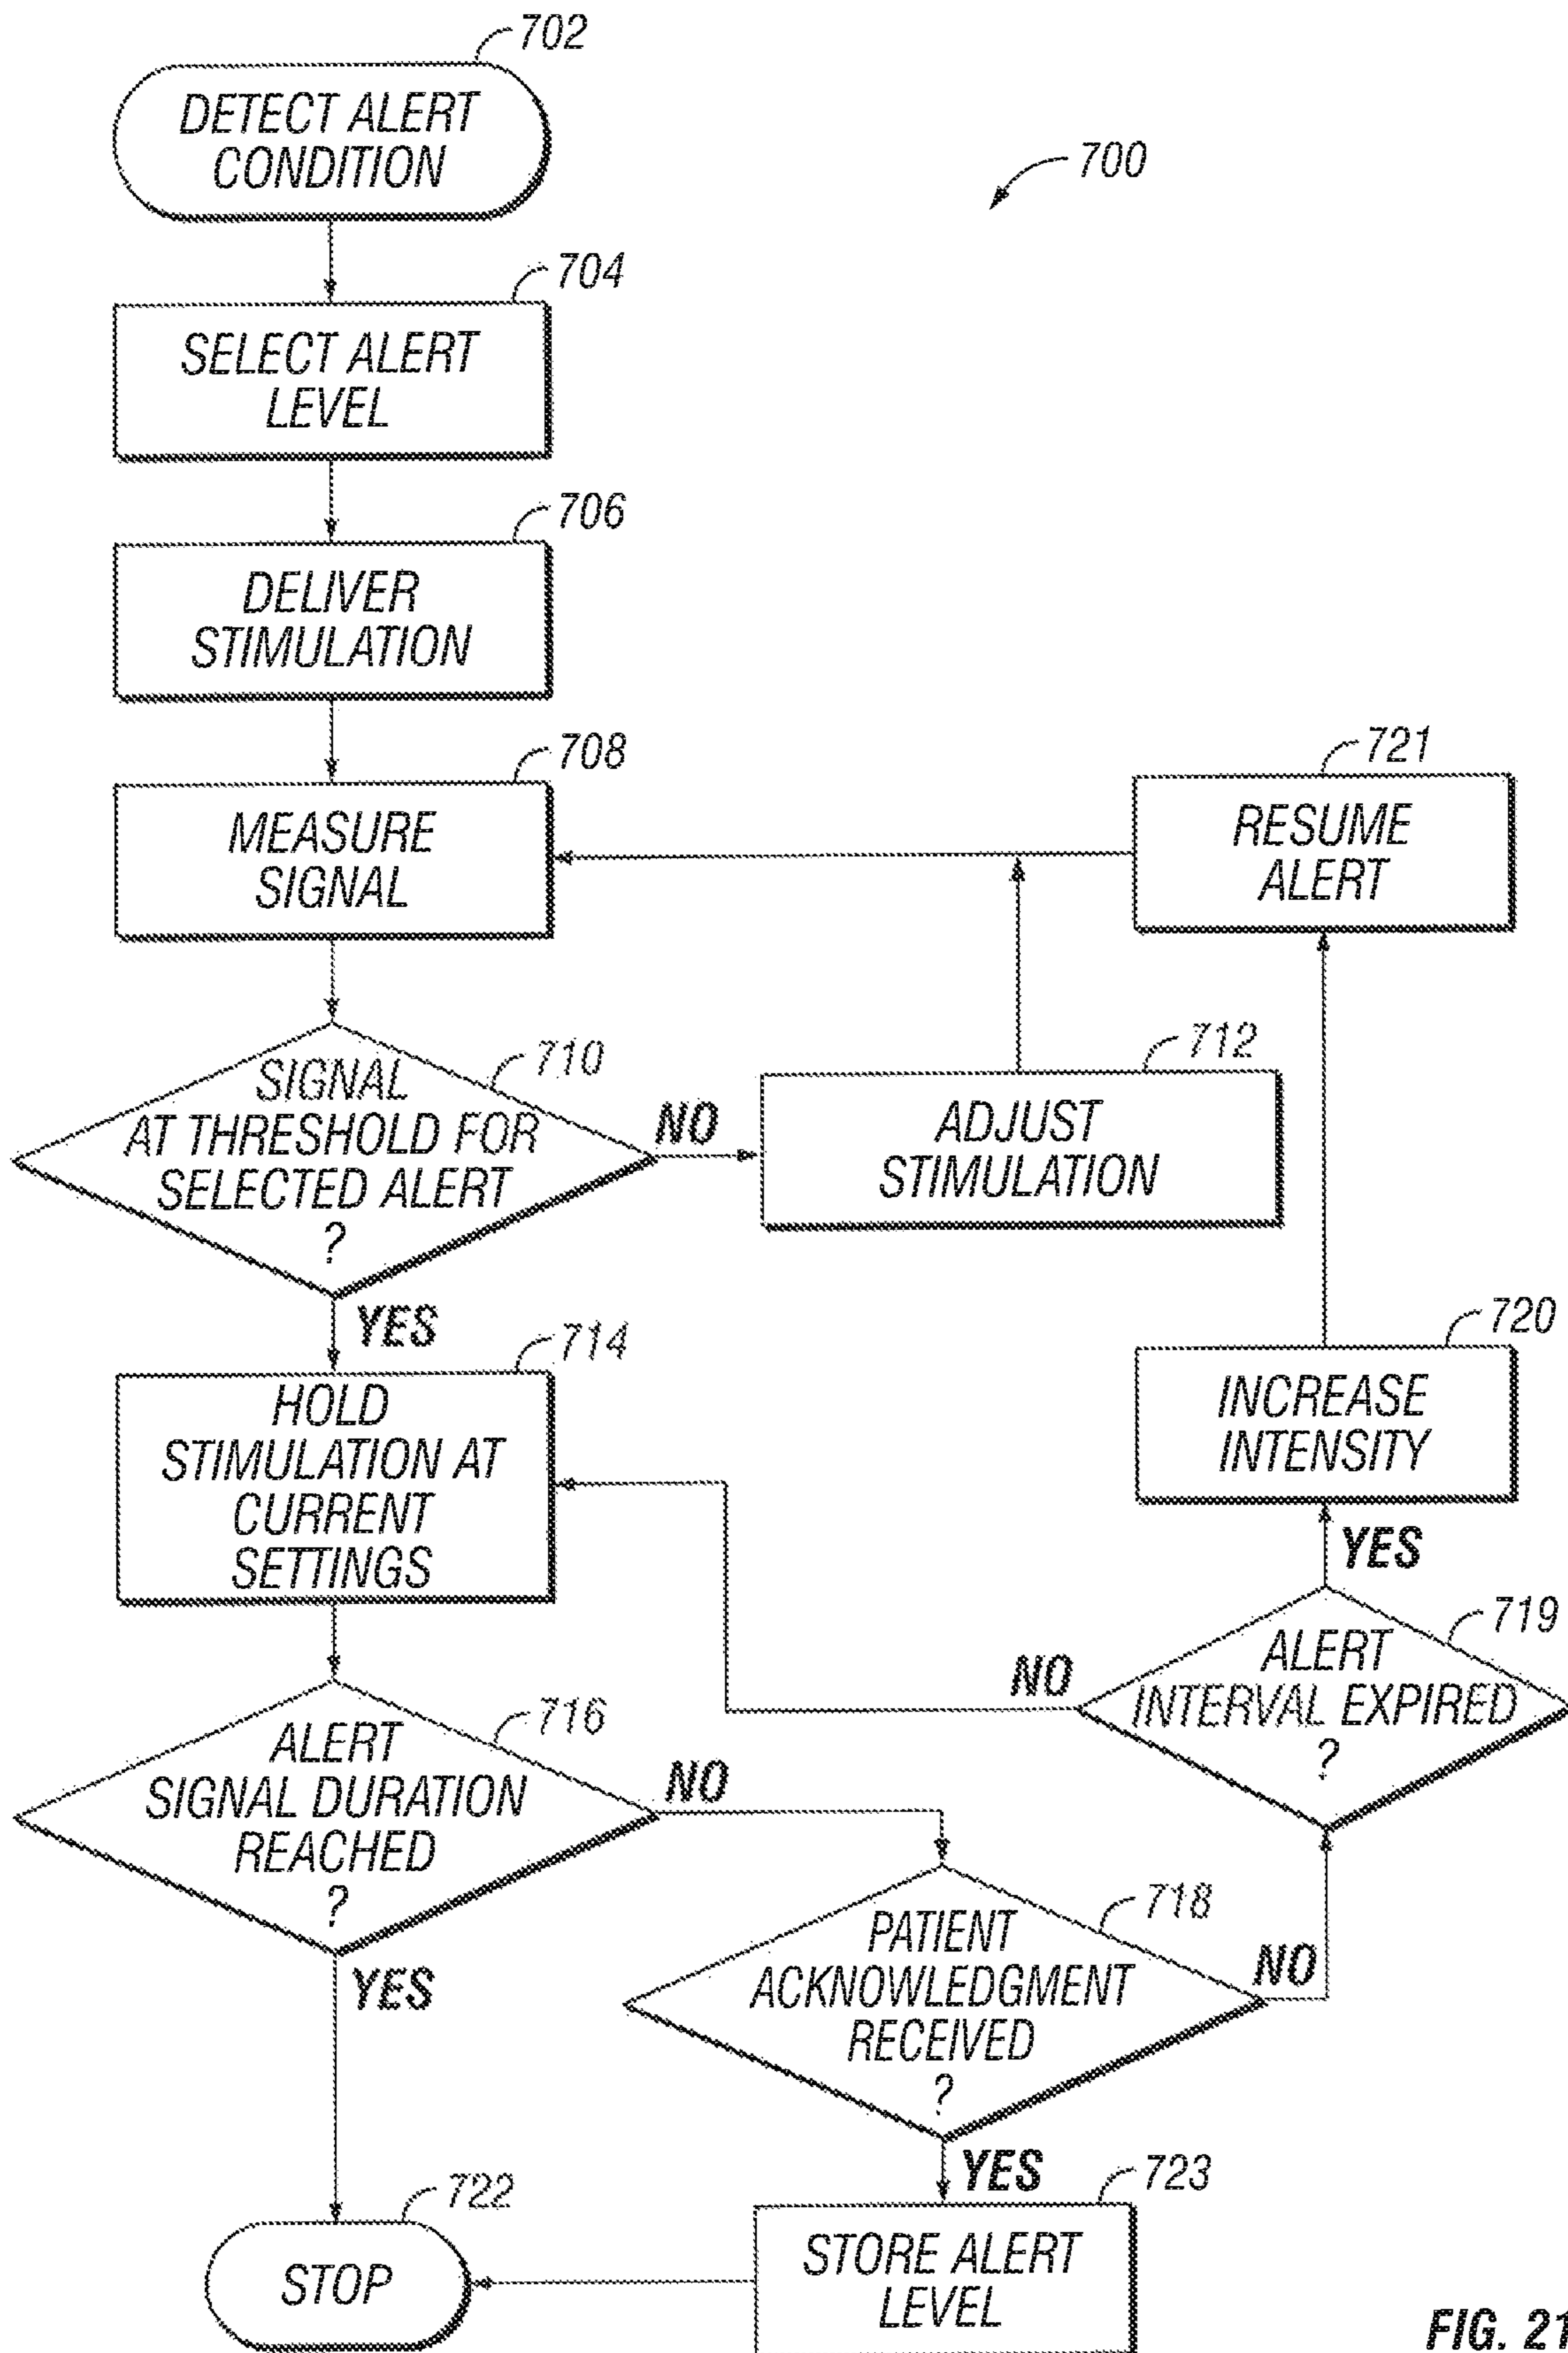 702
DETECT ALERT
CONDITION
700
704
SELECT ALERT
LEVEL
706
DELIVER
STIMULATION
708
MEASURE
SIGNAL
721
RESUME
ALERT
710
SIGNAL
AT THRESHOLD FOR
SELECTED ALERT
?
NO
712
ADJUST
STIMULATION
YES
714
HOLD
STIMULATION AT
CURRENT
SETTINGS
720
INCREASE
INTENSITY
YES
719
ALERT
INTERVAL EXPIRED
?
NO
716
ALERT
SIGNAL DURATION
REACHED
?
NO
YES
718
PATIENT
ACKNOWLEDGMENT
RECEIVED
?
NO
YES
723
STORE ALERT
LEVEL
722
STOP
FIG. 21